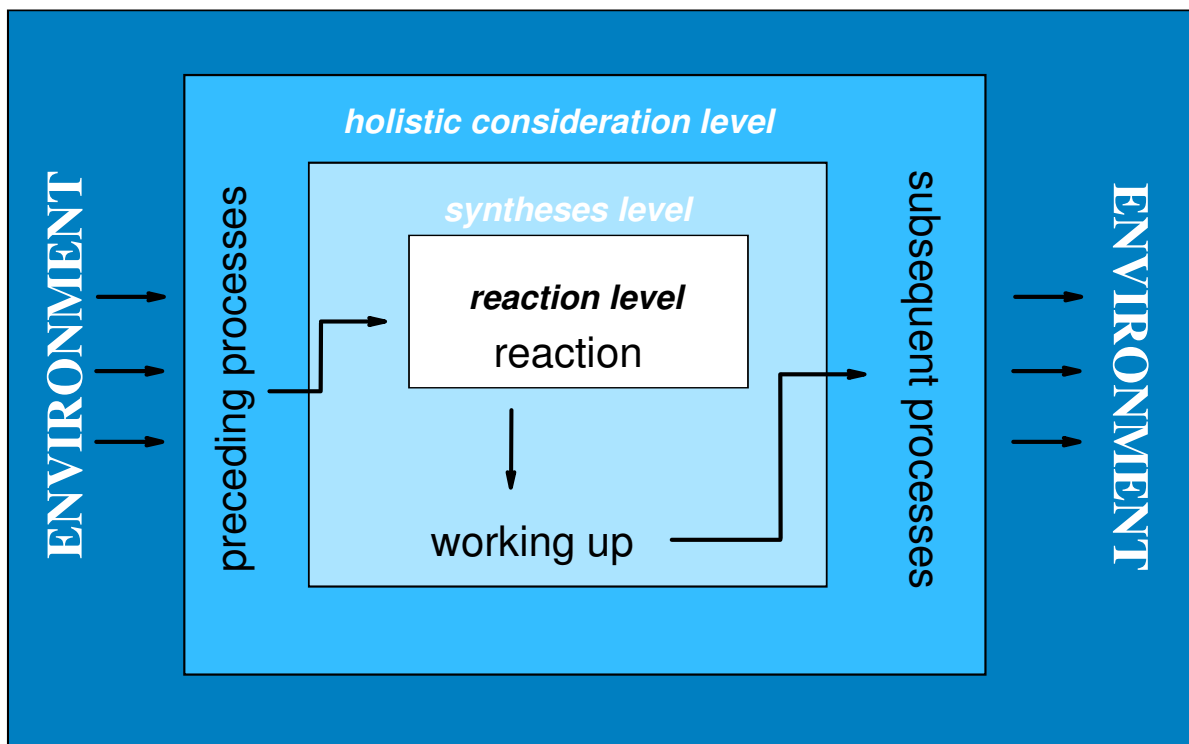 holistic consideration level
syntheses level
reaction level
reaction
working up
ENVIRONMENT
preceding processes
subsequent processes
ENVIRONMENT